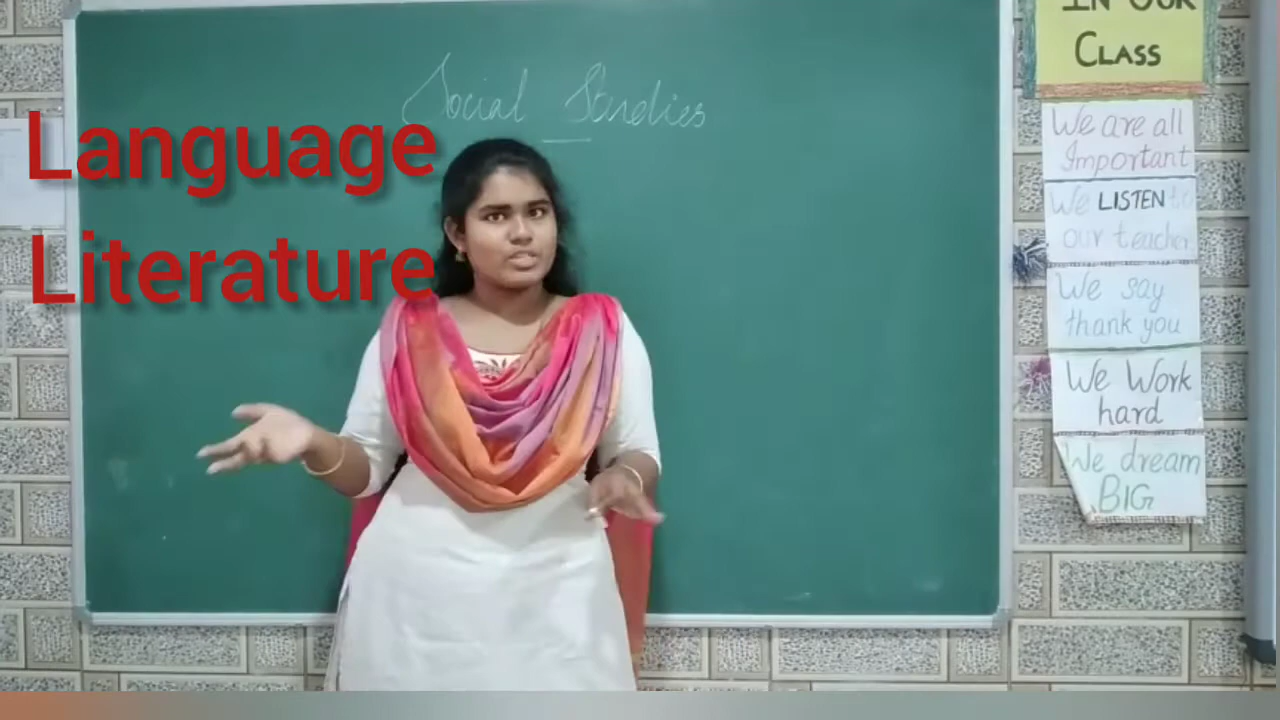 Social Studies
Language
Literature
IN OUR
CLASS
We are all
Important
We LISTEN to
our teacher
We say
thank you
We Work
hard
We dream
BIG